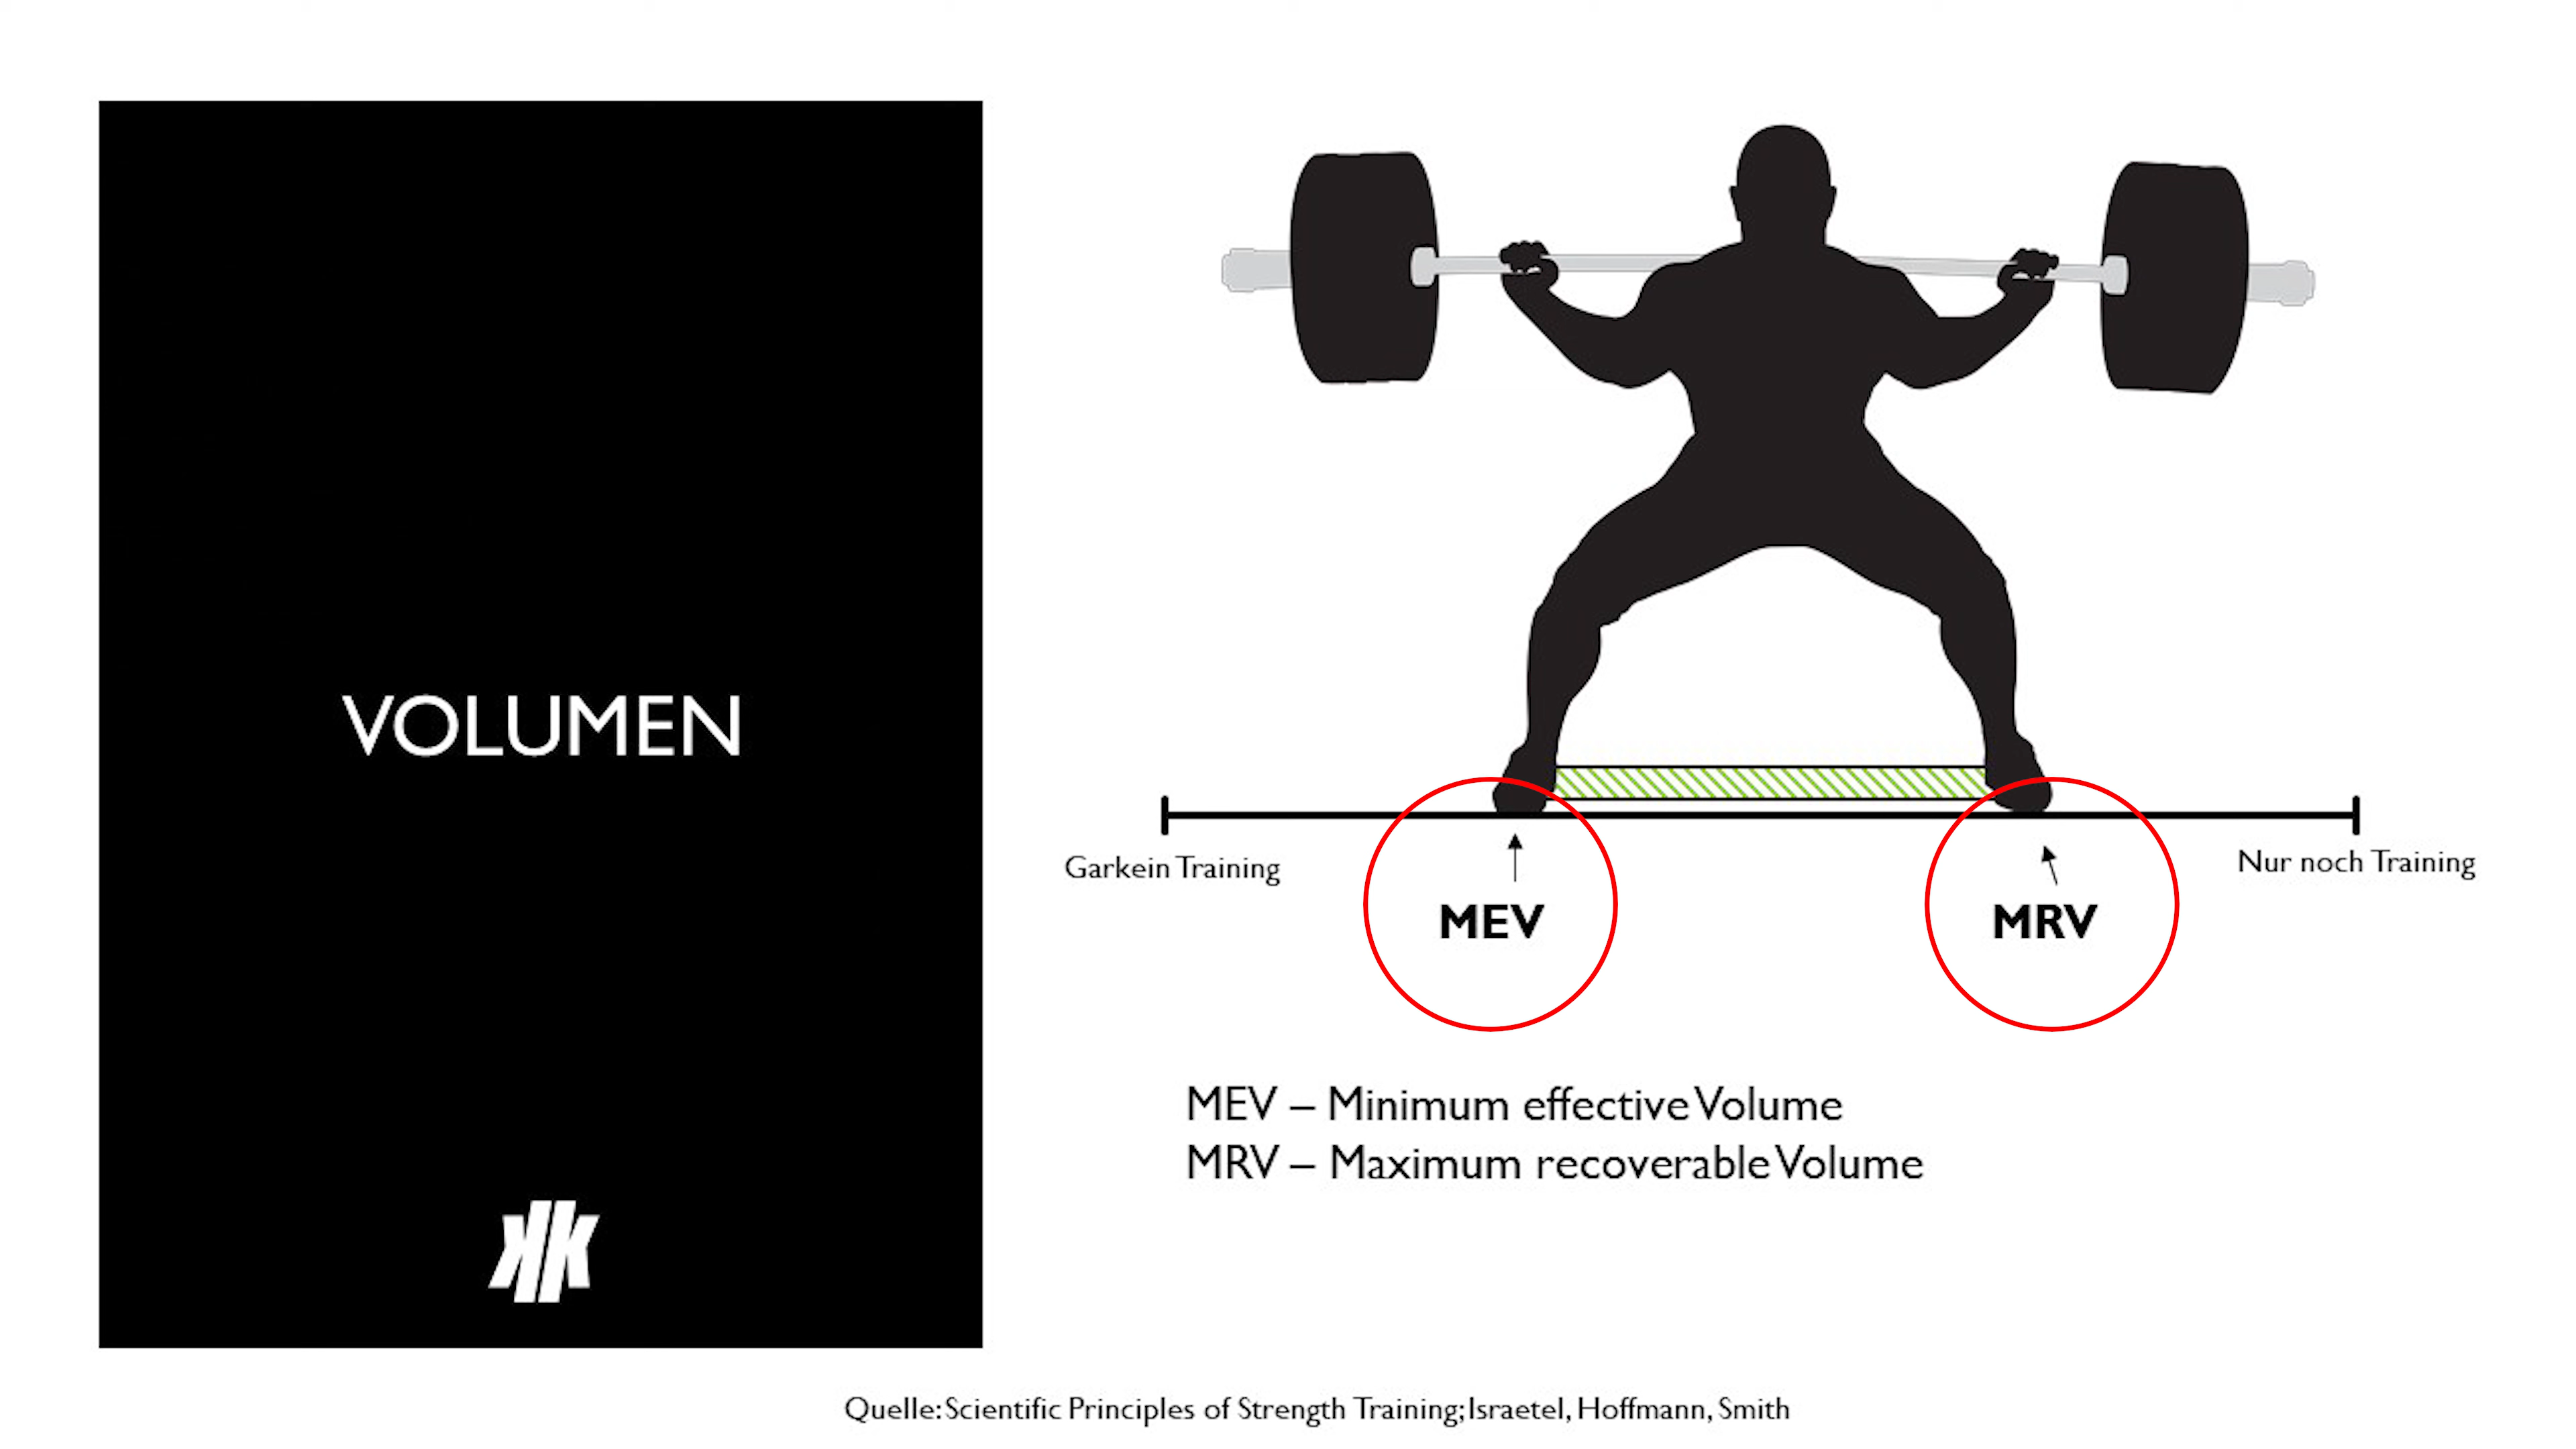 VOLUMEN
Garkein Training
Nur noch Training
MEV
MRV
MEV – Minimum effective Volume
MRV – Maximum recoverable Volume
Quelle: Scientific Principles of Strength Training; Israetel, Hoffmann, Smith